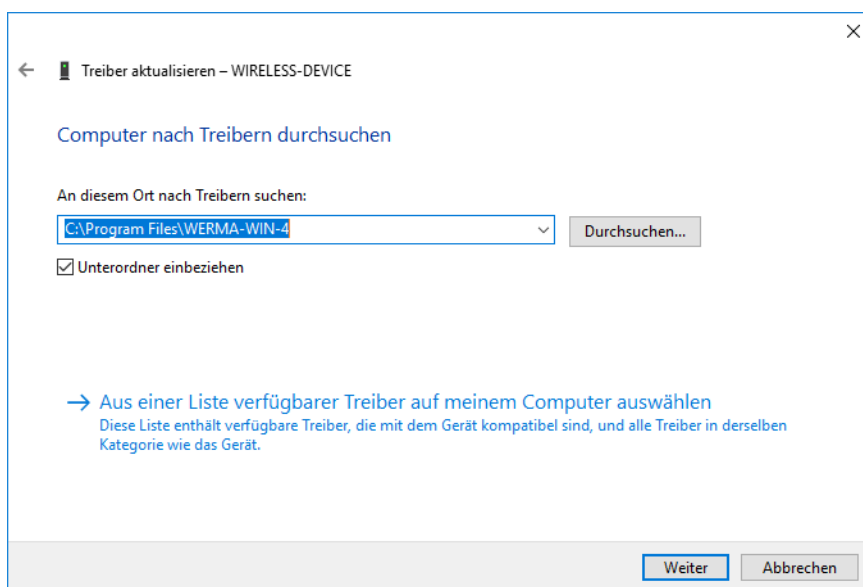 Treiber aktualisieren – WIRELESS-DEVICE
Computer nach Treibern durchsuchen
An diesem Ort nach Treibern suchen:
C:\Program Files\WERMA-WIN-4
Durchsuchen...
Unterordner einbeziehen
Aus einer Liste verfügbarer Treiber auf meinem Computer auswählen
Diese Liste enthält verfügbare Treiber, die mit dem Gerät kompatibel sind, und alle Treiber in derselben
Kategorie wie das Gerät.
Weiter
Abbrechen